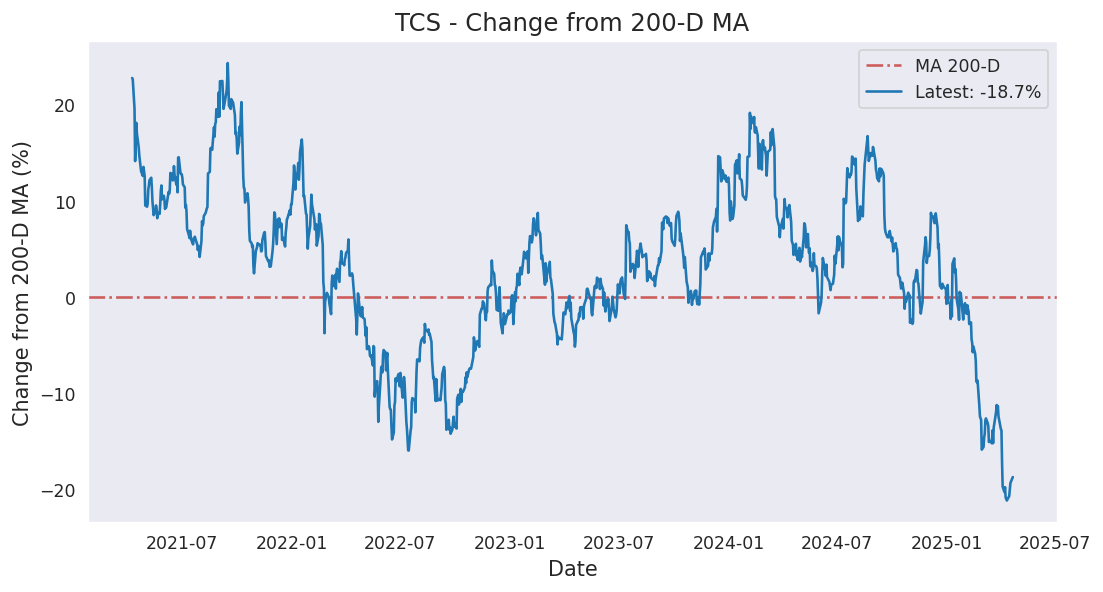 TCS - Change from 200-D MA
MA 200-D
Latest: -18.7%
Change from 200-D MA (%)
20
10
0
−10
−20
2021-07 2022-01 2022-07 2023-01 2023-07 2024-01 2024-07 2025-01 2025-07
Date